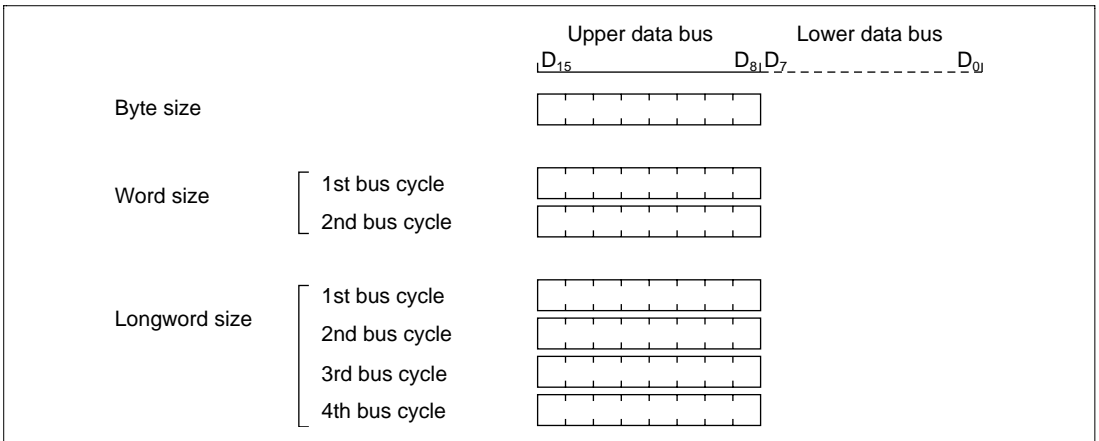 Upper data bus Lower data bus
D15 D8 D7 D0
Byte size
Word size
1st bus cycle
2nd bus cycle
Longword size
1st bus cycle
2nd bus cycle
3rd bus cycle
4th bus cycle